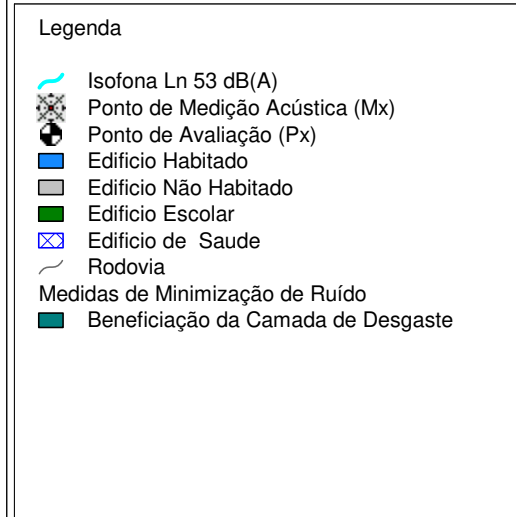 Legenda
Isofona Ln 53 dB(A)
Ponto de Medição Acústica (Mx)
Ponto de Avaliação (Px)
Edificio Habitado
Edificio Não Habitado
Edificio Escolar
Edificio de Saude
Rodovia
Medidas de Minimização de Ruído
Beneficiação da Camada de Desgaste